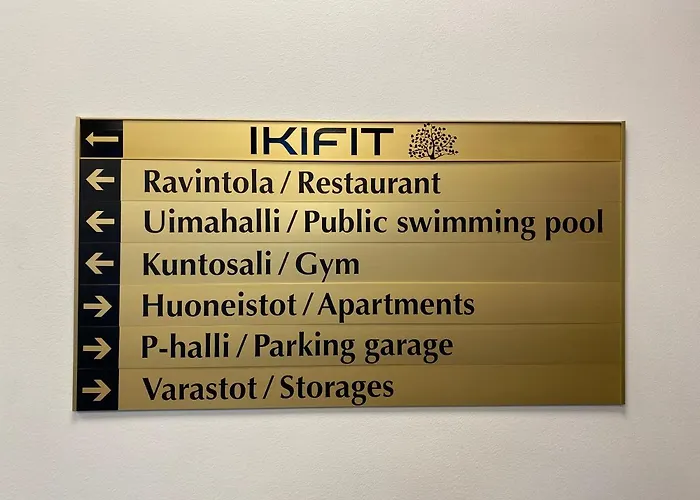 IKIFIT
Ravintola / Restaurant
Uimahalli / Public swimming pool
Kuntosali / Gym
Huoneistot / Apartments
P-halli / Parking garage
Varastot / Storages